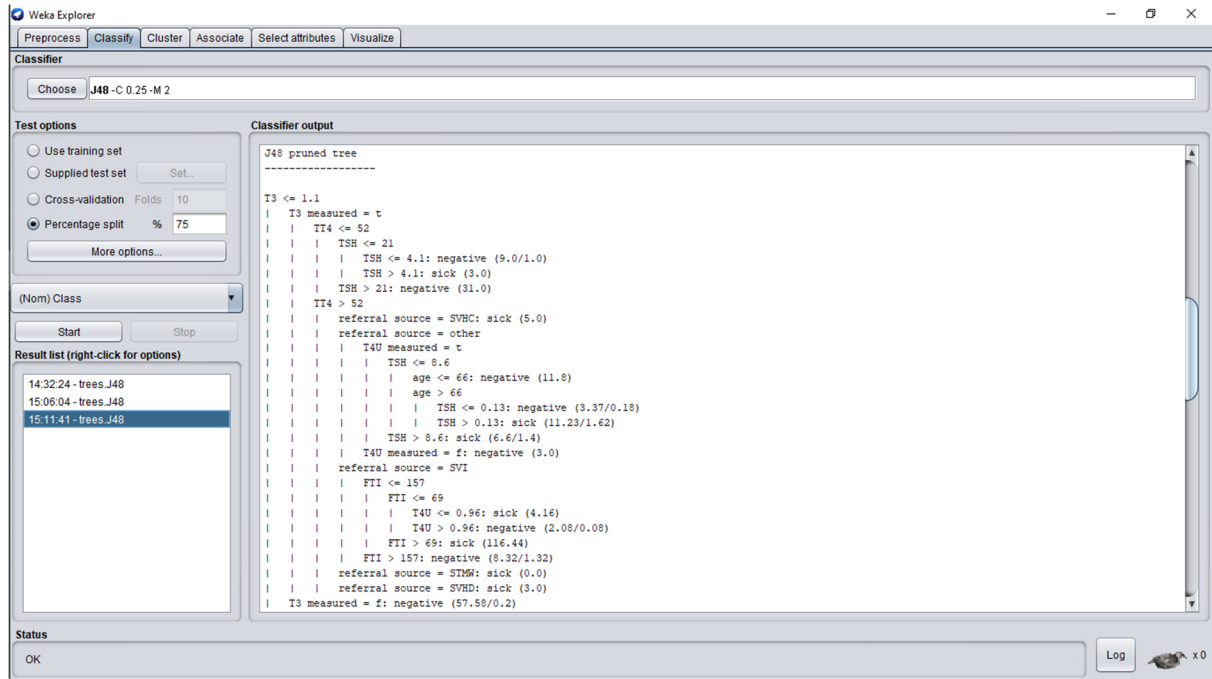 Weka Explorer
Preprocess Classify Cluster Associate Select attributes Visualize
Classifier
Choose J48 -C 0.25 -M 2
Test options
Use training set
Supplied test set Set...
Cross-validation Folds 10
Percentage split % 75
More options...
(Nom) Class
Start Stop
Result list (right-click for options)
14:32:24 - trees.J48
15:06:04 - trees.J48
15:11:41 - trees.J48
Classifier output
J48 pruned tree
------------------
T3 <= 1.1
|   T3 measured = t
|   |   TT4 <= 52
|   |   |   TSH <= 21
|   |   |   |   TSH <= 4.1: negative (9.0/1.0)
|   |   |   |   TSH > 4.1: sick (3.0)
|   |   |   TSH > 21: negative (31.0)
|   |   TT4 > 52
|   |   |   referral source = SVHC: sick (5.0)
|   |   |   referral source = other
|   |   |   |   T4U measured = t
|   |   |   |   |   TSH <= 8.6
|   |   |   |   |   |   age <= 66: negative (11.8)
|   |   |   |   |   |   age > 66
|   |   |   |   |   |   |   TSH <= 0.13: negative (3.37/0.18)
|   |   |   |   |   |   |   TSH > 0.13: sick (11.23/1.62)
|   |   |   |   |   TSH > 8.6: sick (6.6/1.4)
|   |   |   |   T4U measured = f: negative (3.0)
|   |   |   referral source = SVI
|   |   |   |   FTI <= 157
|   |   |   |   |   FTI <= 69
|   |   |   |   |   |   T4U <= 0.96: sick (4.16)
|   |   |   |   |   |   T4U > 0.96: negative (2.08/0.08)
|   |   |   |   |   FTI > 69: sick (116.44)
|   |   |   |   FTI > 157: negative (8.32/1.32)
|   |   |   referral source = STMW: sick (0.0)
|   |   |   referral source = SVHD: sick (3.0)
|   T3 measured = f: negative (57.58/0.2)
Status
OK
Log
x 0